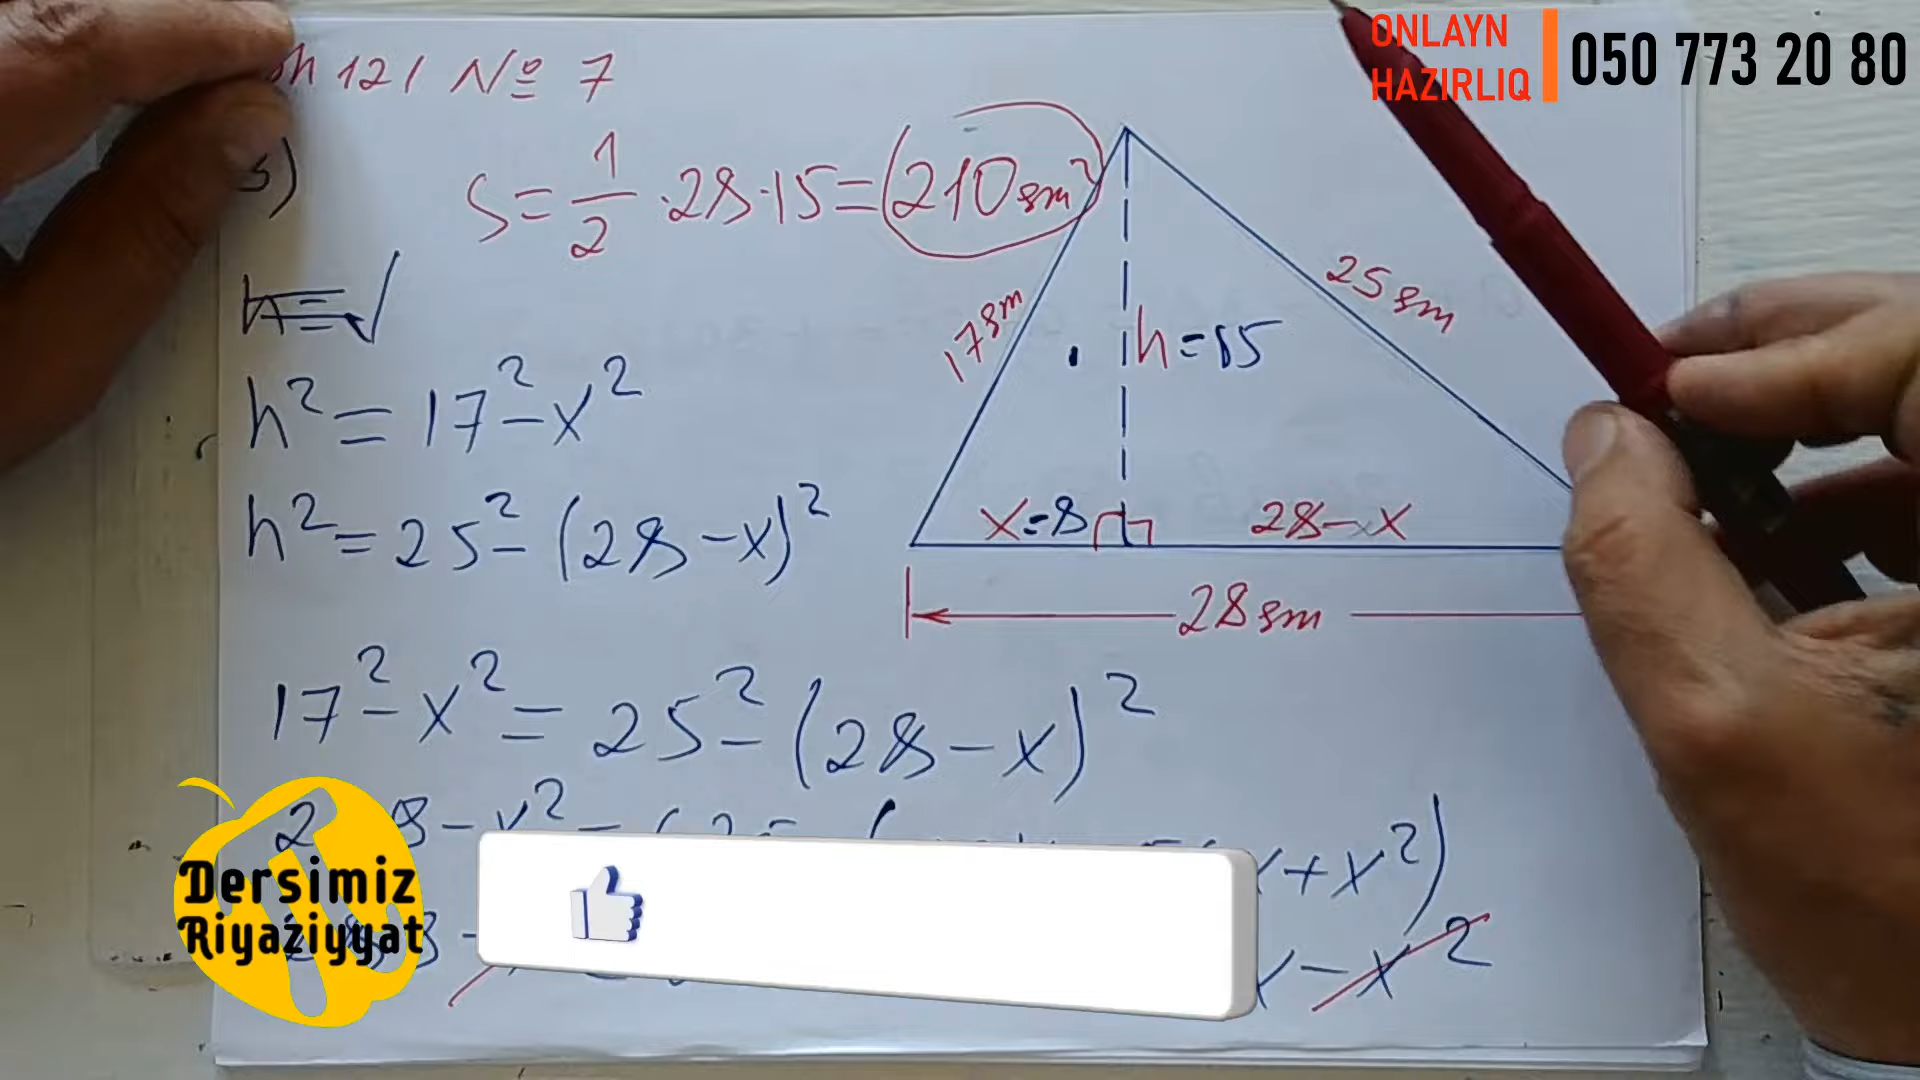 ONLAYN
HAZIRLIQ
050 773 20 80
121 № 7
S = 1/2 · 28 · 15 = 210 sm²
h = √
h² = 17² - x²
h² = 25² - (28 - x)²
17 sm
25 sm
h = 15
x = 8
28 - x
28 sm
17² - x² = 25² - (28 - x)²
x + x²)
x - x²
Dersimiz
Riyaziyyat